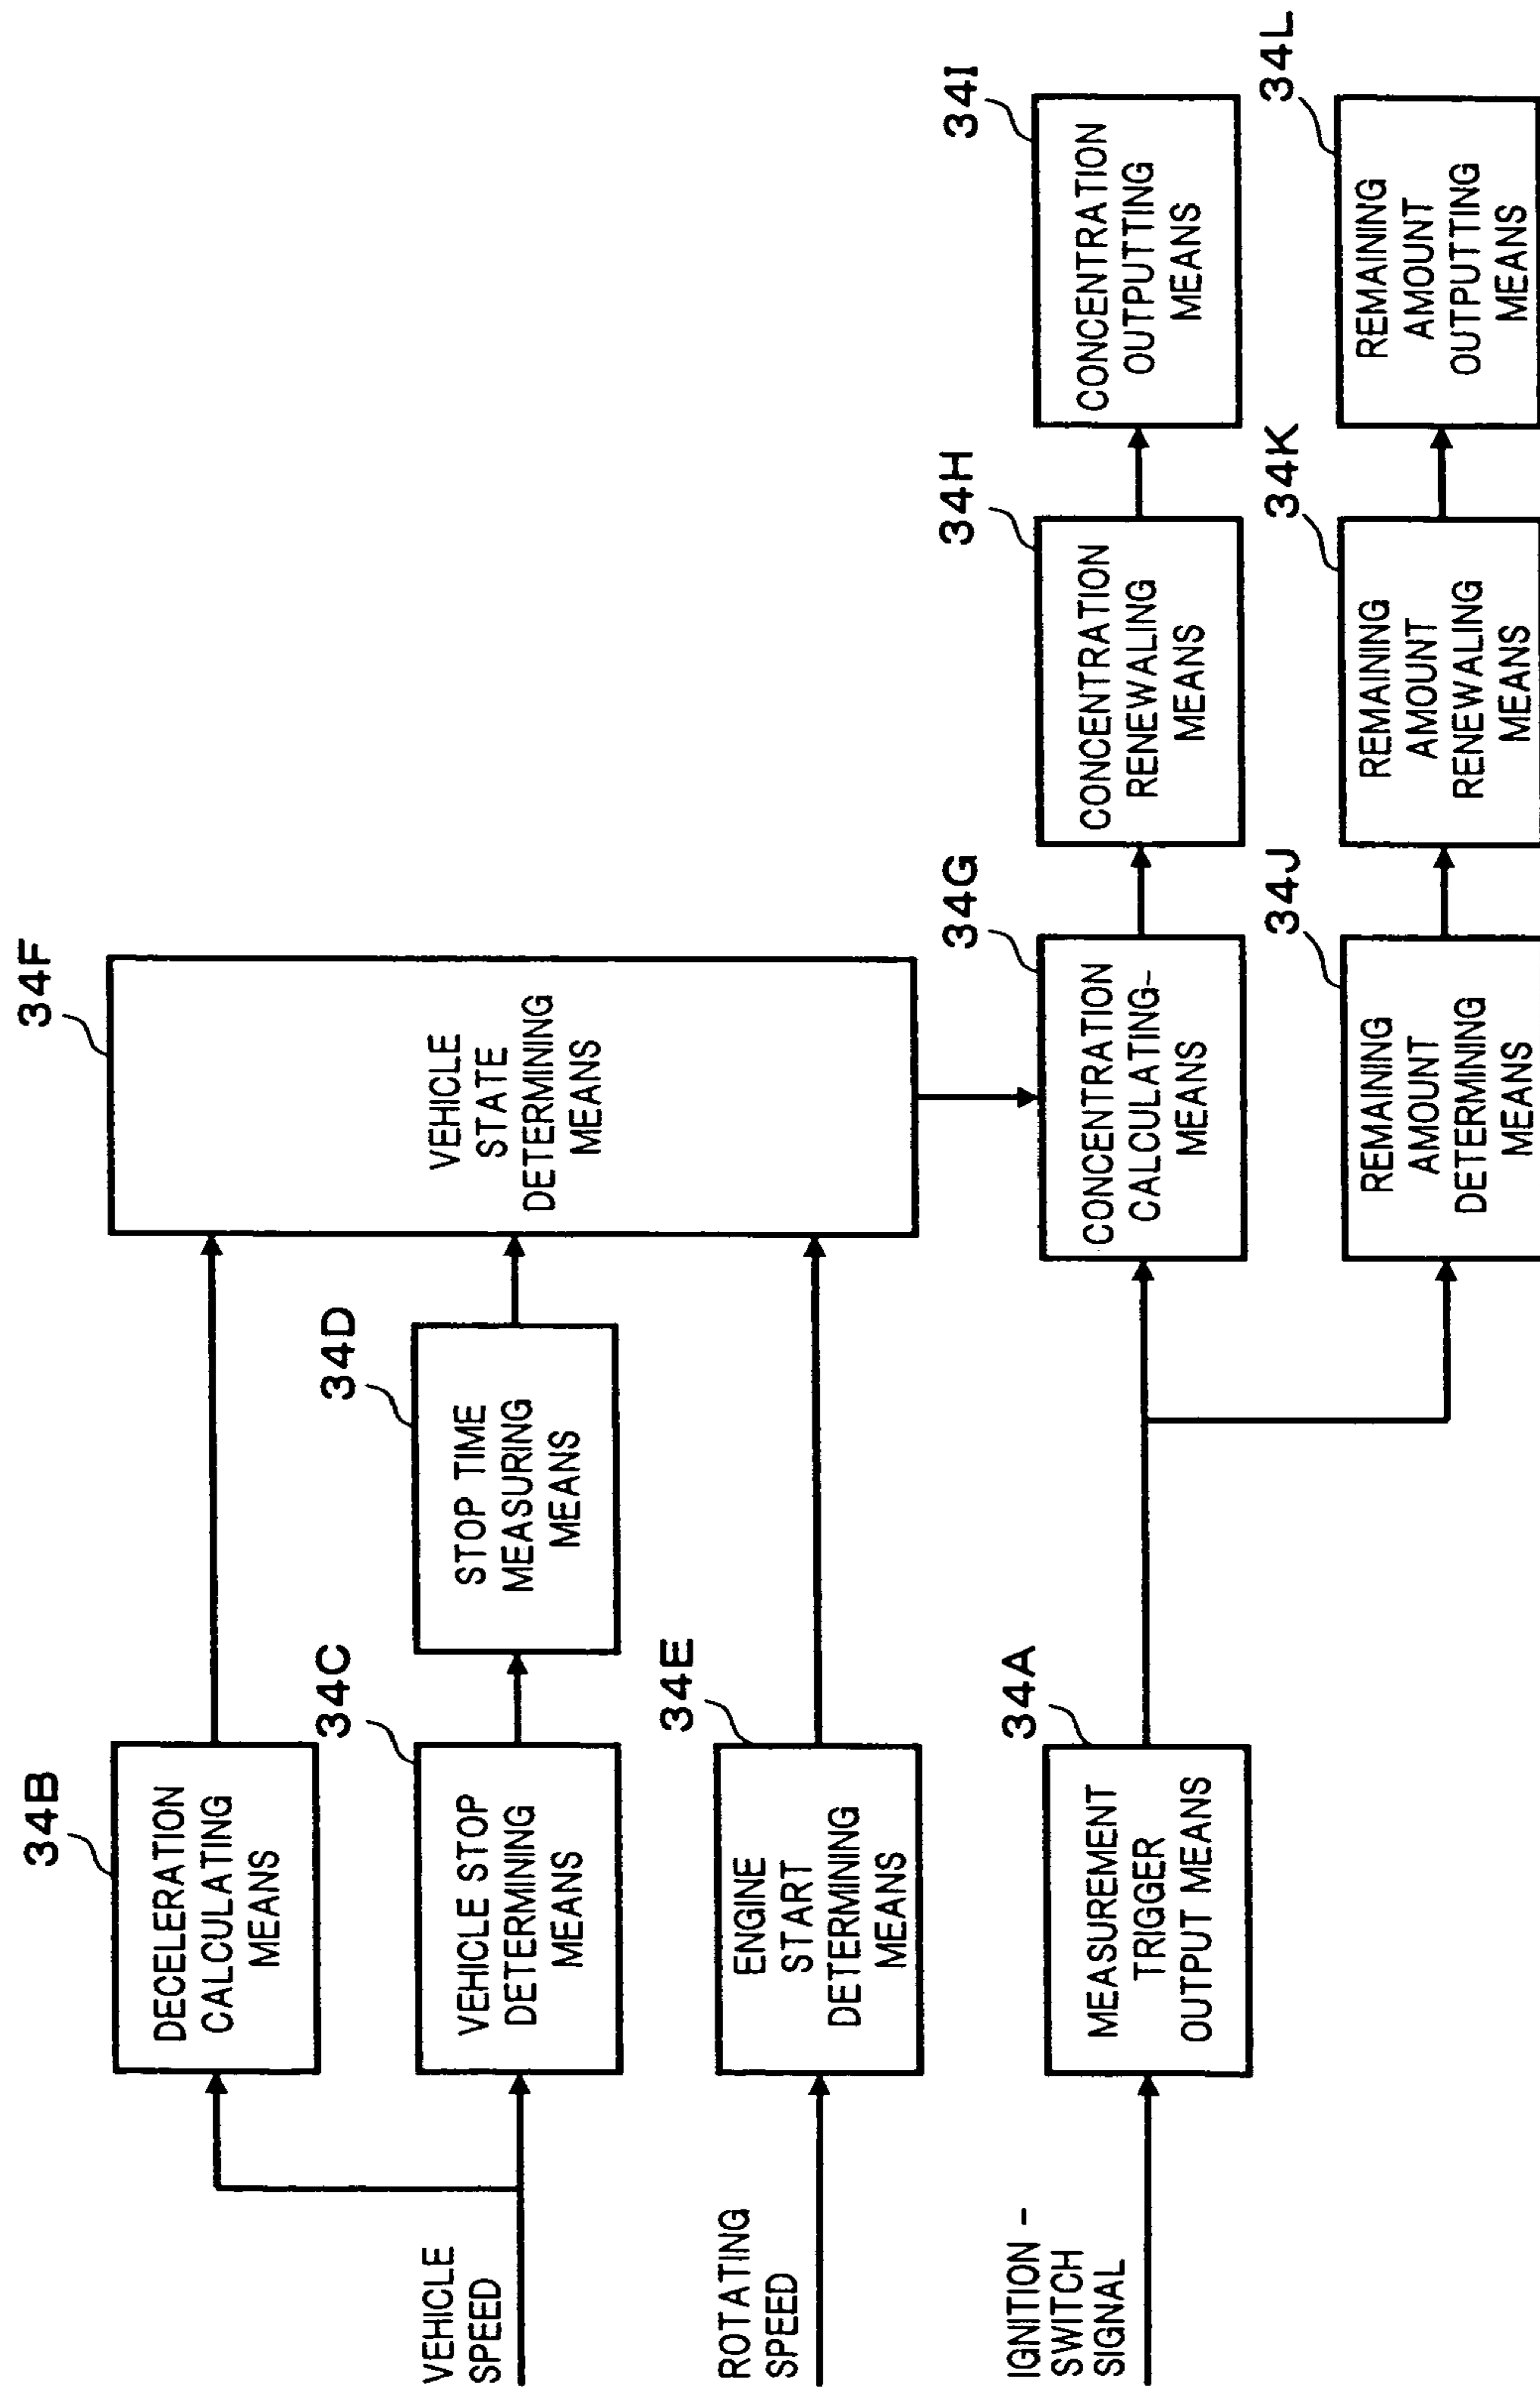 34B
DECELERATION
CALCULATING
MEANS
34F
VEHICLE
STATE
DETERMINING
MEANS
VEHICLE
SPEED
34C
VEHICLE STOP
DETERMINING
MEANS
34D
STOP TIME
MEASURING
MEANS
ROTATING
SPEED
34E
ENGINE
START
DETERMINING
MEANS
IGNITION-
SWITCH
SIGNAL
34A
MEASUREMENT
TRIGGER
OUTPUT MEANS
34G
CONCENTRATION
CALCULATING-
MEANS
34H
CONCENTRATION
RENEWALING
MEANS
34I
CONCENTRATION
OUTPUTTING
MEANS
34J
REMAINING
AMOUNT
DETERMINING
MEANS
34K
REMAINING
AMOUNT
RENEWALING
MEANS
34L
REMAINING
AMOUNT
OUTPUTTING
MEANS